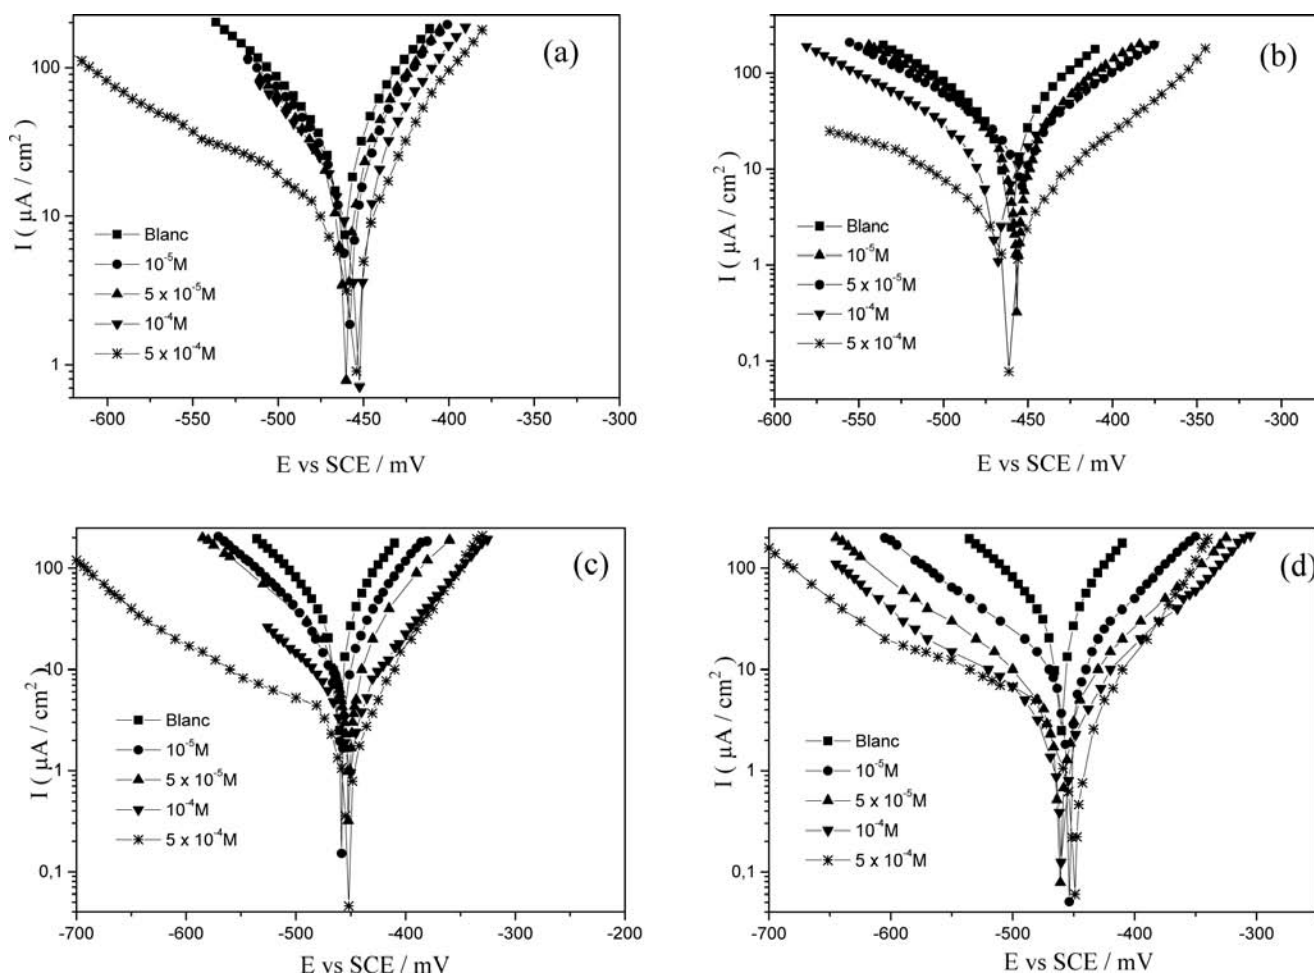 (a)
I ( µA / cm²)
100
10
1
Blanc
10⁻⁵M
5 x 10⁻⁵M
10⁻⁴M
5 x 10⁻⁴M
-600 -550 -500 -450 -400 -350 -300
E vs SCE / mV
(b)
I ( µA / cm²)
100
10
1
0,1
Blanc
10⁻⁵M
5 x 10⁻⁵M
10⁻⁴M
5 x 10⁻⁴M
-600 -550 -500 -450 -400 -350 -300
E vs SCE / mV
(c)
I ( µA / cm²)
100
10
1
0,1
Blanc
10⁻⁵M
5 x 10⁻⁵M
10⁻⁴M
5 x 10⁻⁴M
-700 -600 -500 -400 -300 -200
E vs SCE / mV
(d)
I ( µA / cm²)
100
10
1
0,1
Blanc
10⁻⁵M
5 x 10⁻⁵M
10⁻⁴M
5 x 10⁻⁴M
-700 -600 -500 -400 -300
E vs SCE / mV